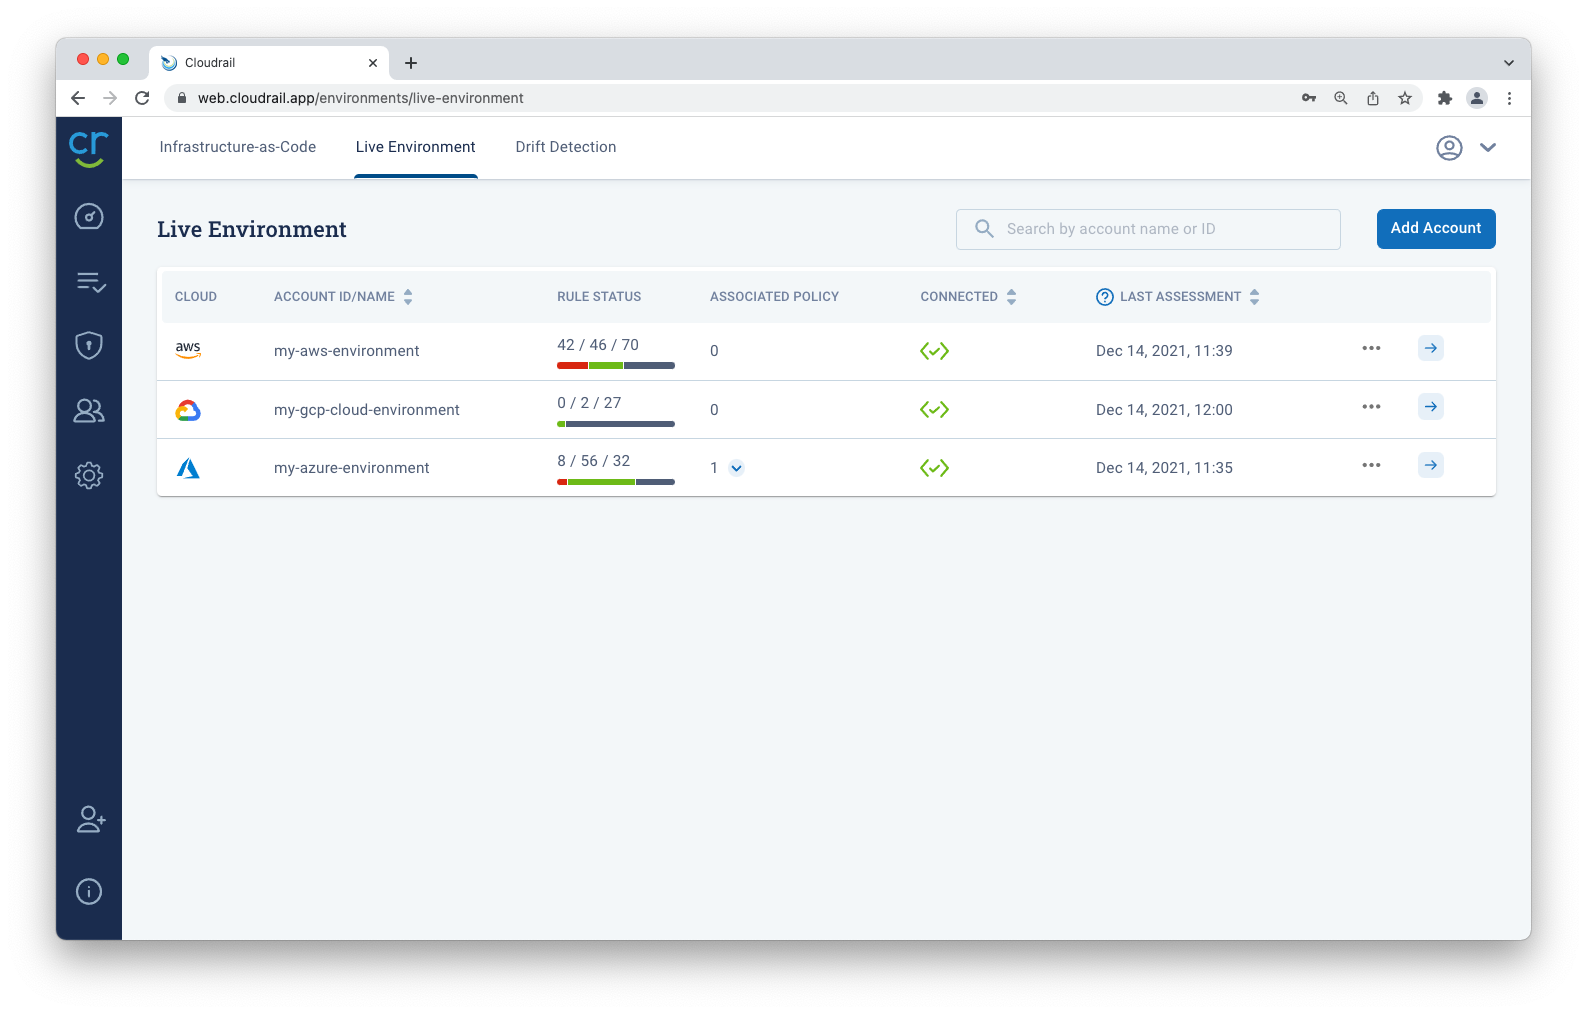 Cloudrail
web.cloudrail.app/environments/live-environment
cr
Infrastructure-as-Code Live Environment Drift Detection
Live Environment
Search by account name or ID
Add Account
CLOUD ACCOUNT ID/NAME RULE STATUS ASSOCIATED POLICY CONNECTED LAST ASSESSMENT
aws my-aws-environment 42 / 46 / 70 0 Dec 14, 2021, 11:39
my-gcp-cloud-environment 0 / 2 / 27 0 Dec 14, 2021, 12:00
my-azure-environment 8 / 56 / 32 1 Dec 14, 2021, 11:35